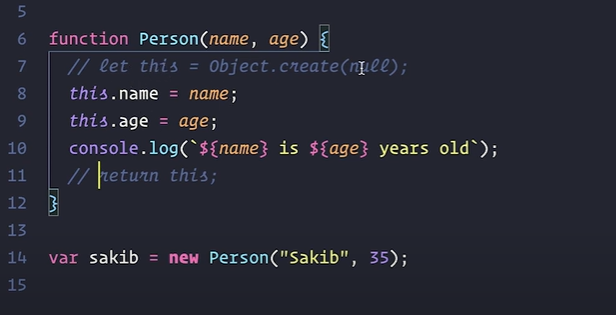 5
6 function Person(name, age) {
7 // let this = Object.create(null);
8 this.name = name;
9 this.age = age;
10 console.log(`${name} is ${age} years old`);
11 // return this;
12 }
13
14 var sakib = new Person("Sakib", 35);
15